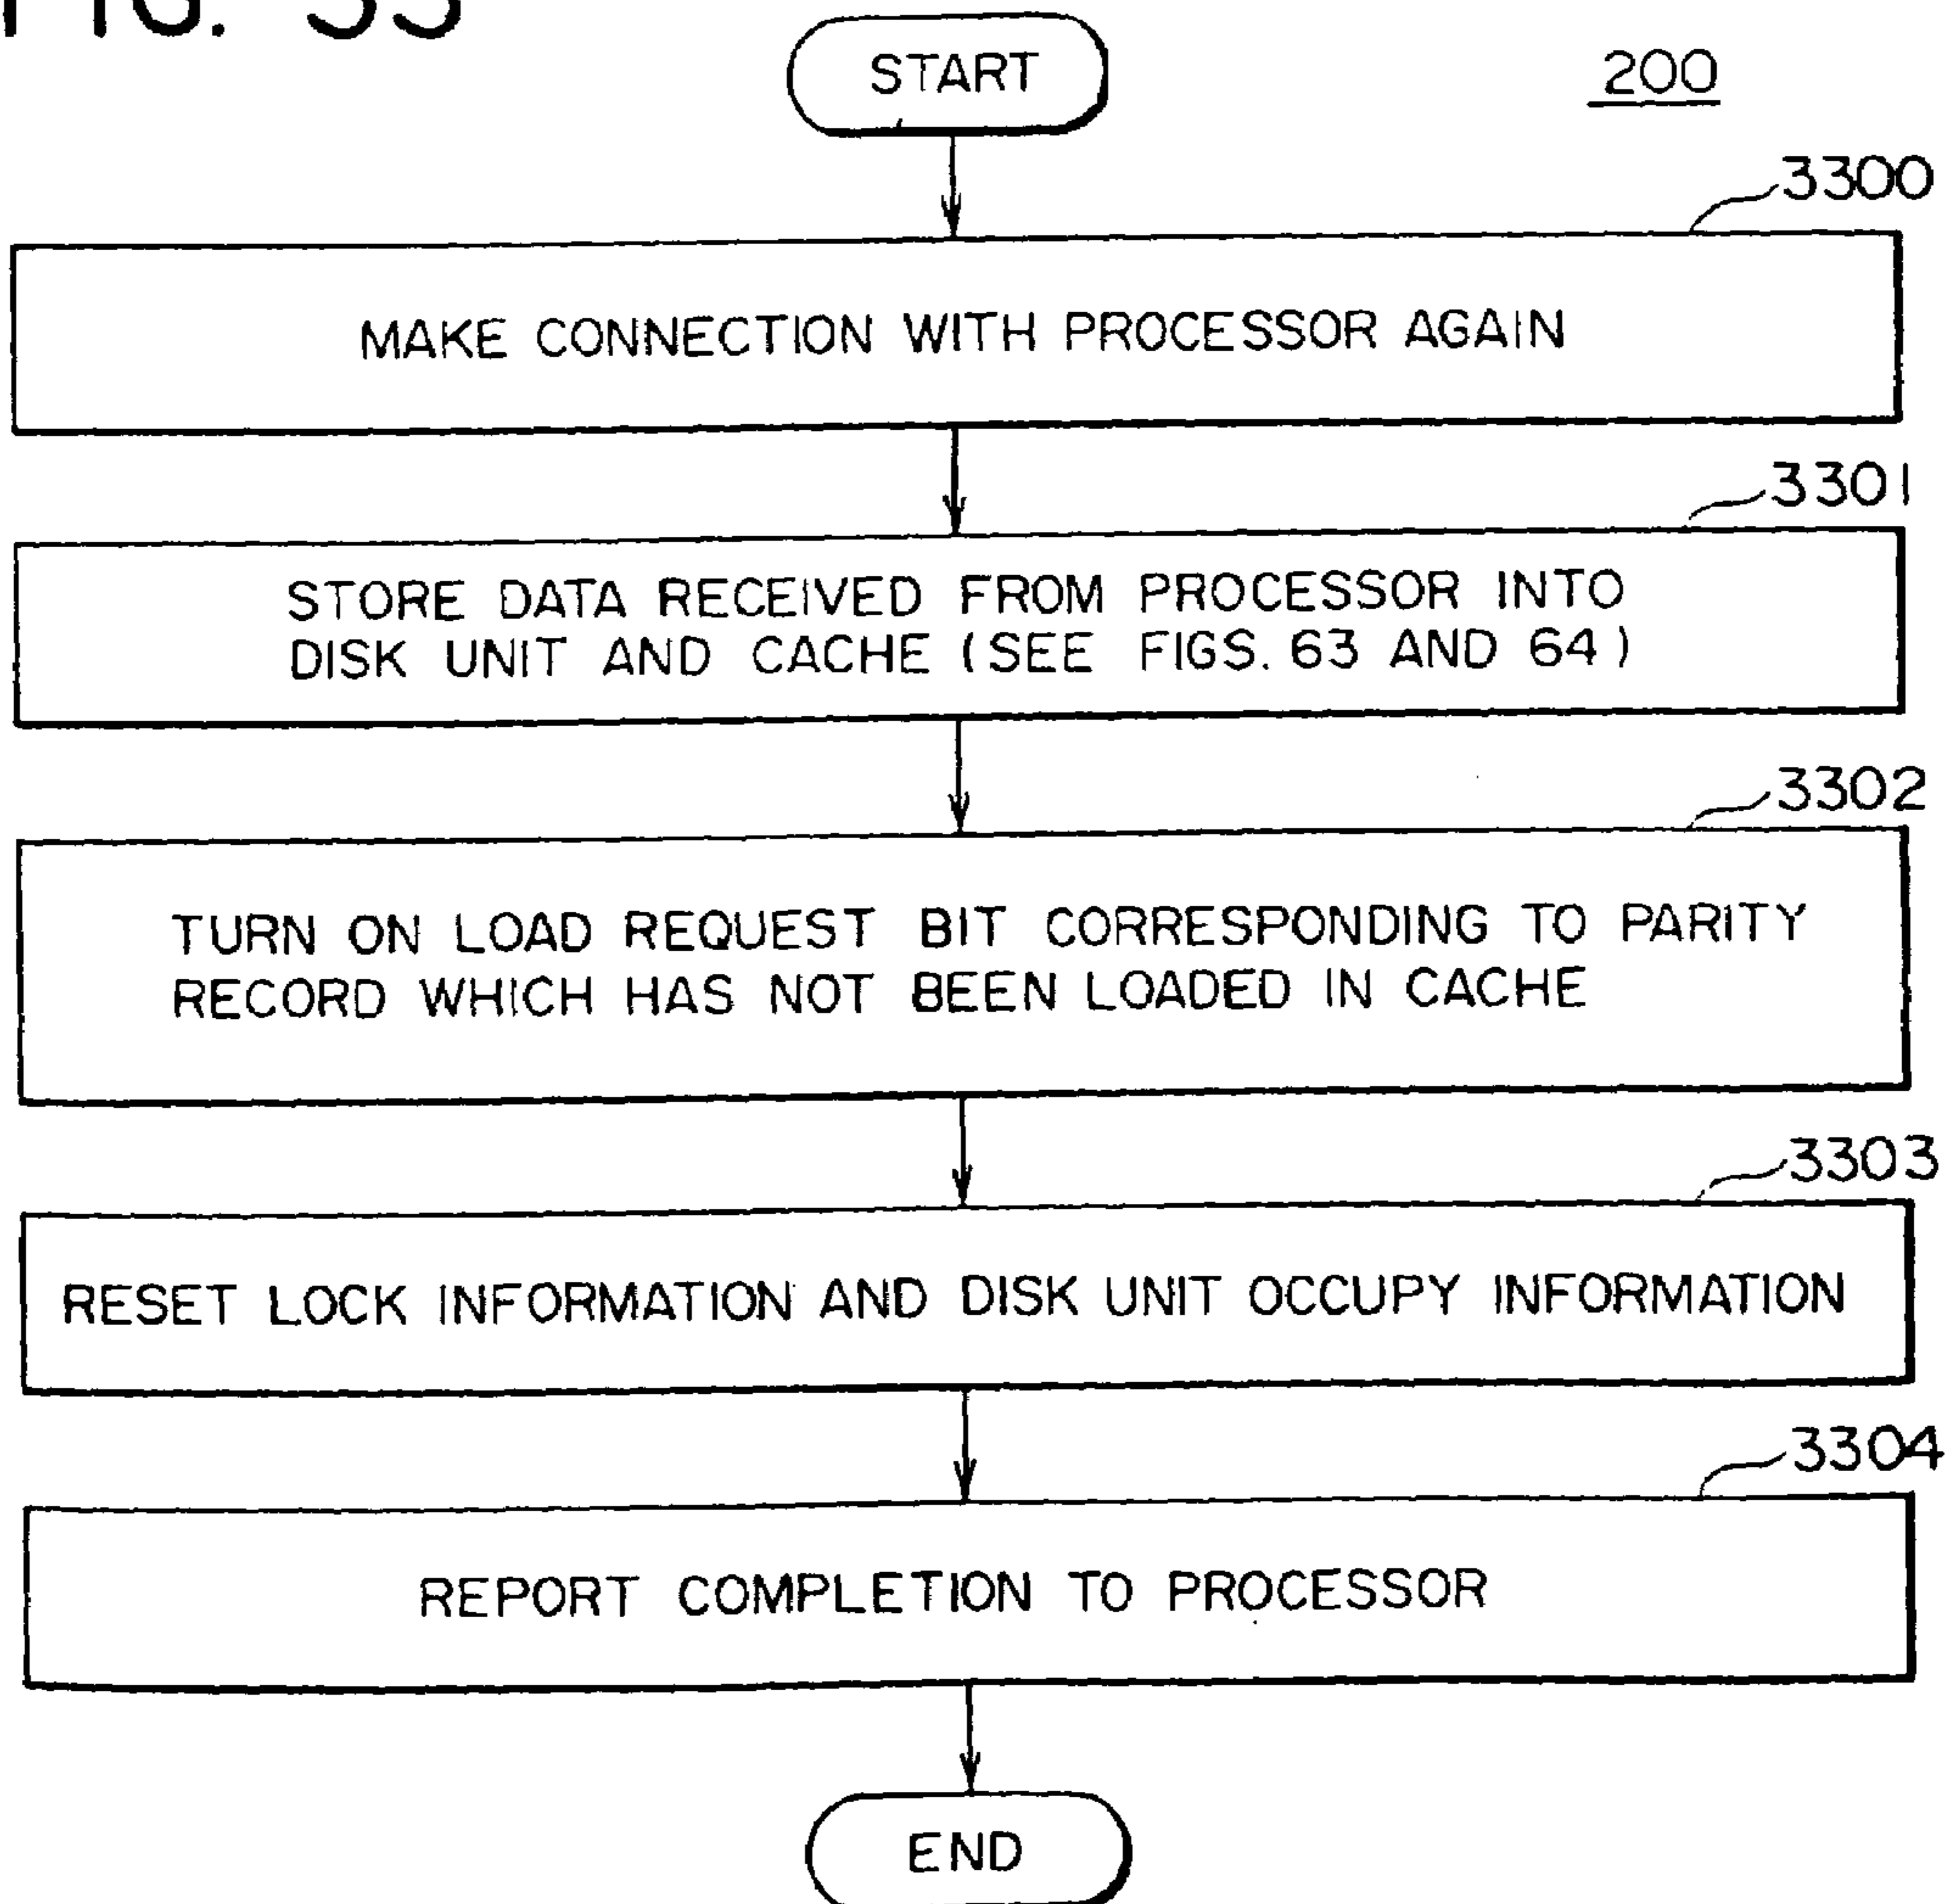 FIG.
START
200
3300
MAKE CONNECTION WITH PROCESSOR AGAIN
3301
STORE DATA RECEIVED FROM PROCESSOR INTO
DISK UNIT AND CACHE (SEE FIGS. 63 AND 64)
3302
TURN ON LOAD REQUEST BIT CORRESPONDING TO PARITY
RECORD WHICH HAS NOT BEEN LOADED IN CACHE
3303
RESET LOCK INFORMATION AND DISK UNIT OCCUPY INFORMATION
3304
REPORT COMPLETION TO PROCESSOR
END